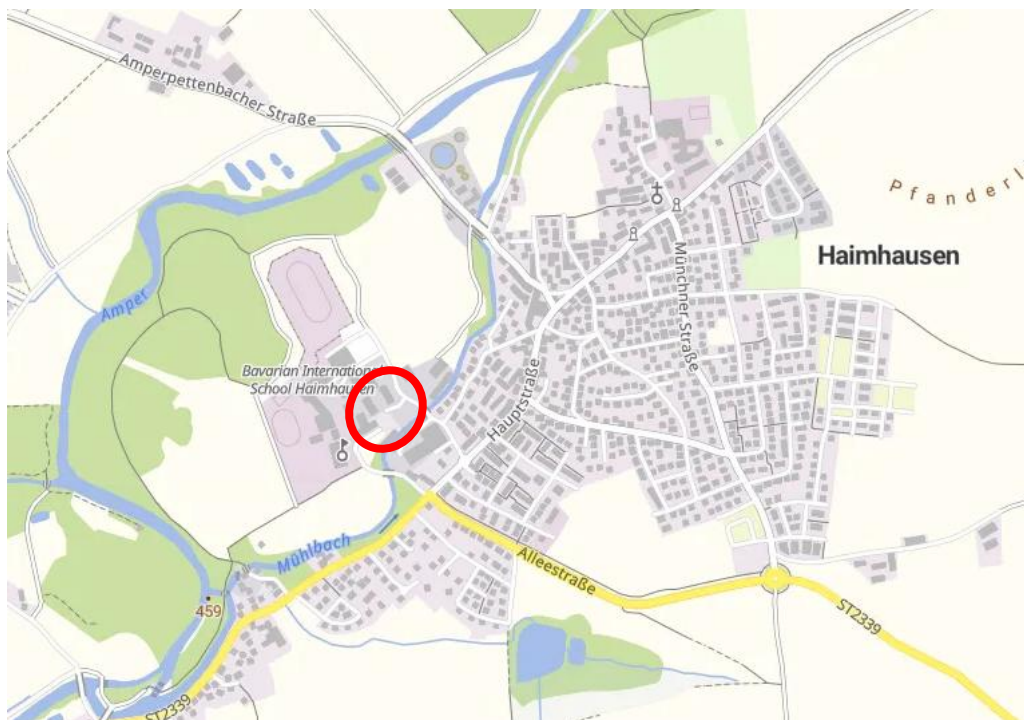 Amperpettenbacher Straße
Pfanderl
Haimhausen
Münchner Straße
Amper
Bavarian International
School Haimhausen
Hauptstraße
Mühlbach
Alleestraße
459
ST2339
ST2339